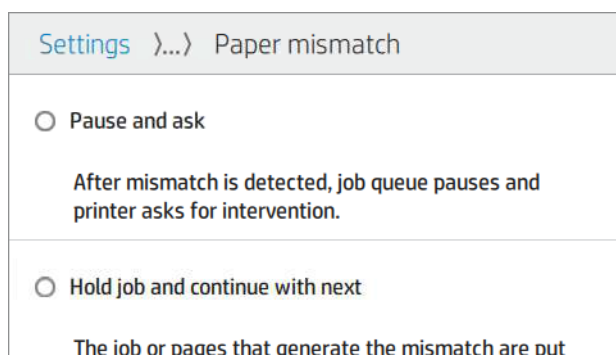 Settings ⟩...⟩ Paper mismatch
Pause and ask
After mismatch is detected, job queue pauses and
printer asks for intervention.
Hold job and continue with next
The job or pages that generate the mismatch are put